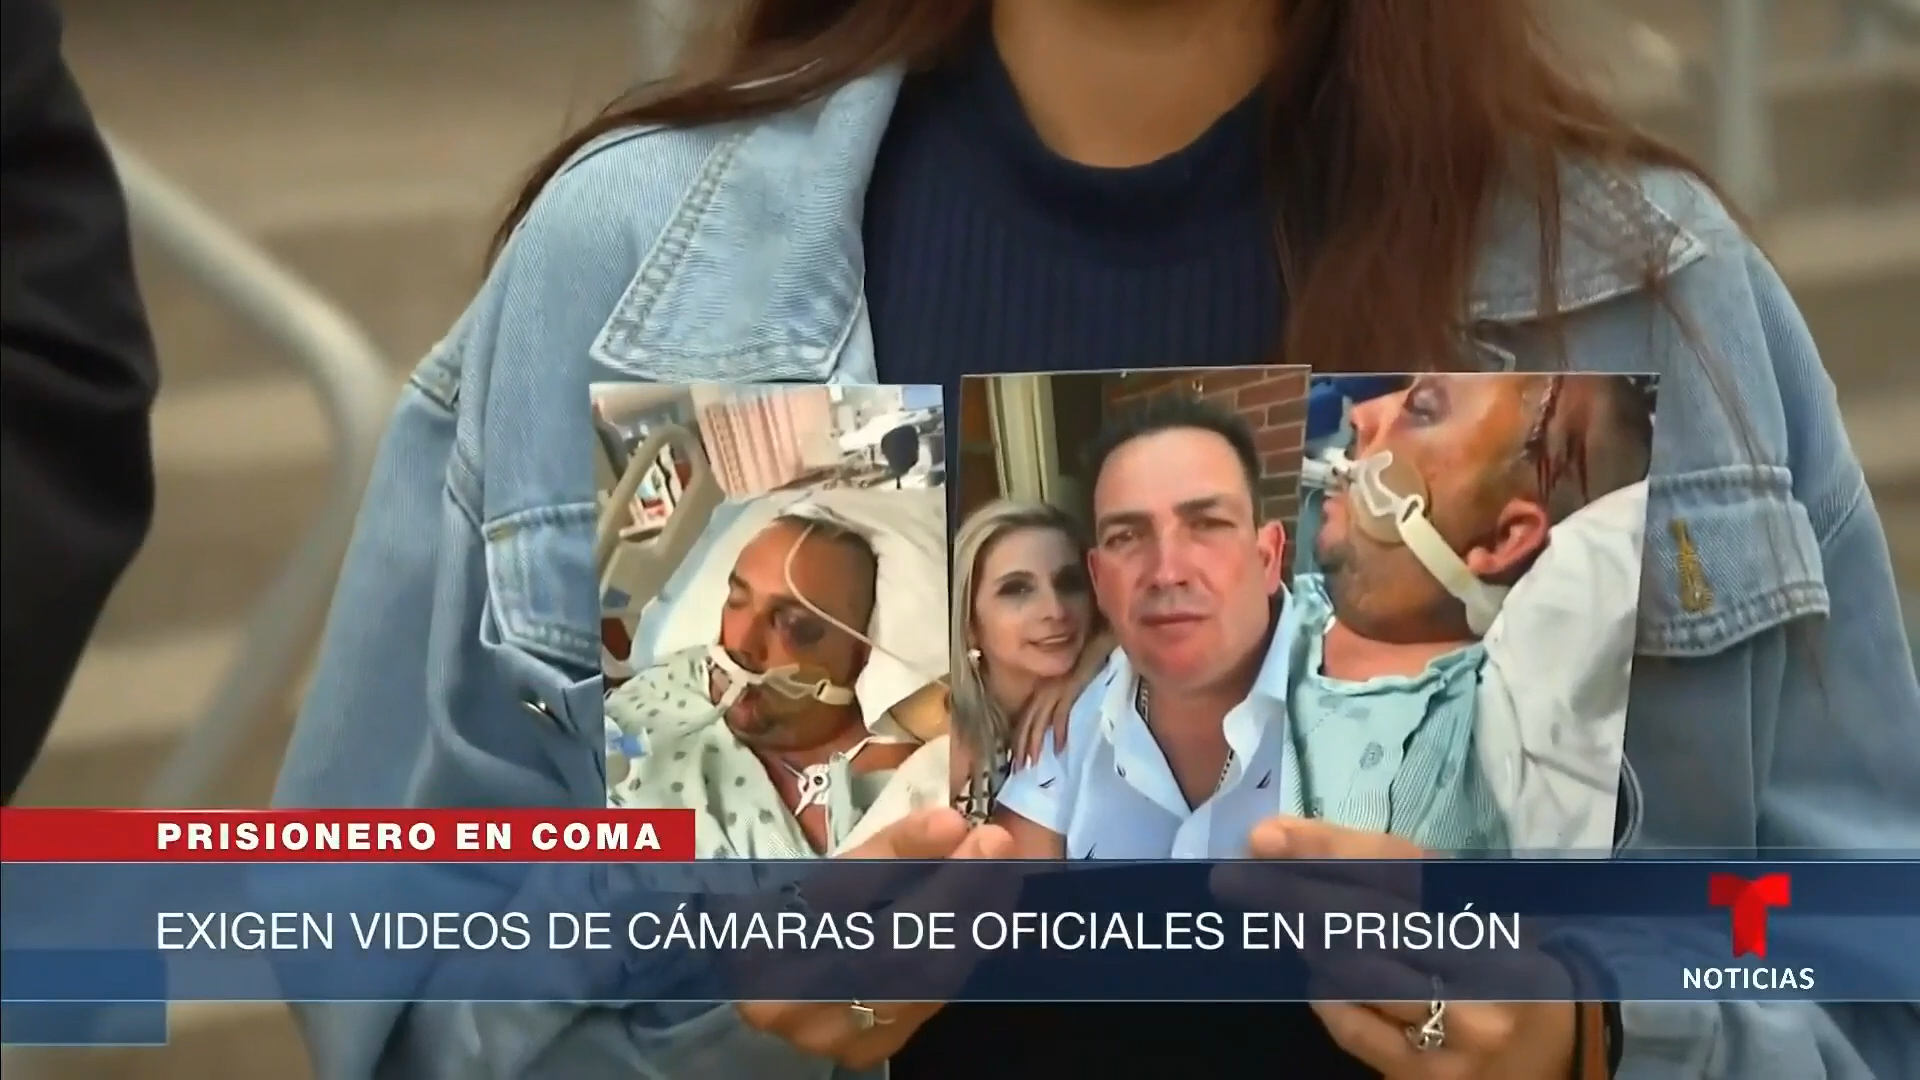 PRISIONERO EN COMA
EXIGEN VIDEOS DE CÁMARAS DE OFICIALES EN PRISIÓN
NOTICIAS